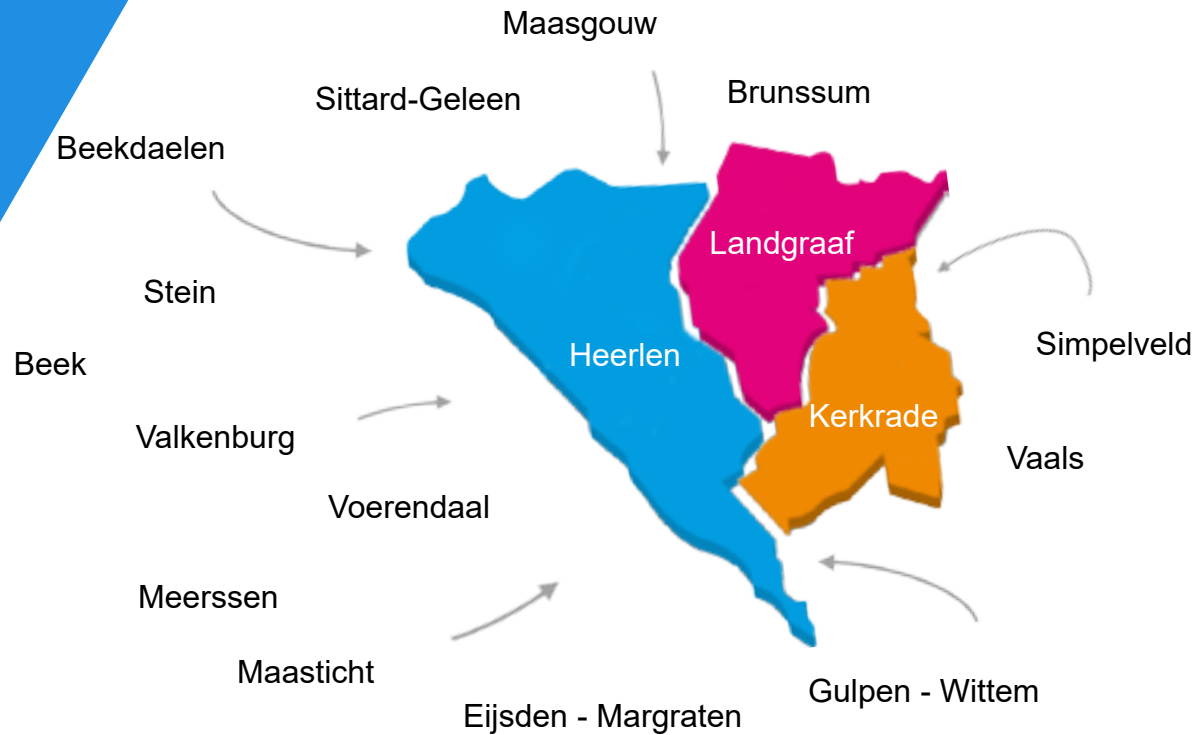 Maasgouw
Sittard-Geleen
Brunssum
Beekdaelen
Landgraaf
Stein
Simpelveld
Heerlen
Beek
Kerkrade
Valkenburg
Vaals
Voerendaal
Meerssen
Maasticht
Gulpen - Wittem
Eijsden - Margraten